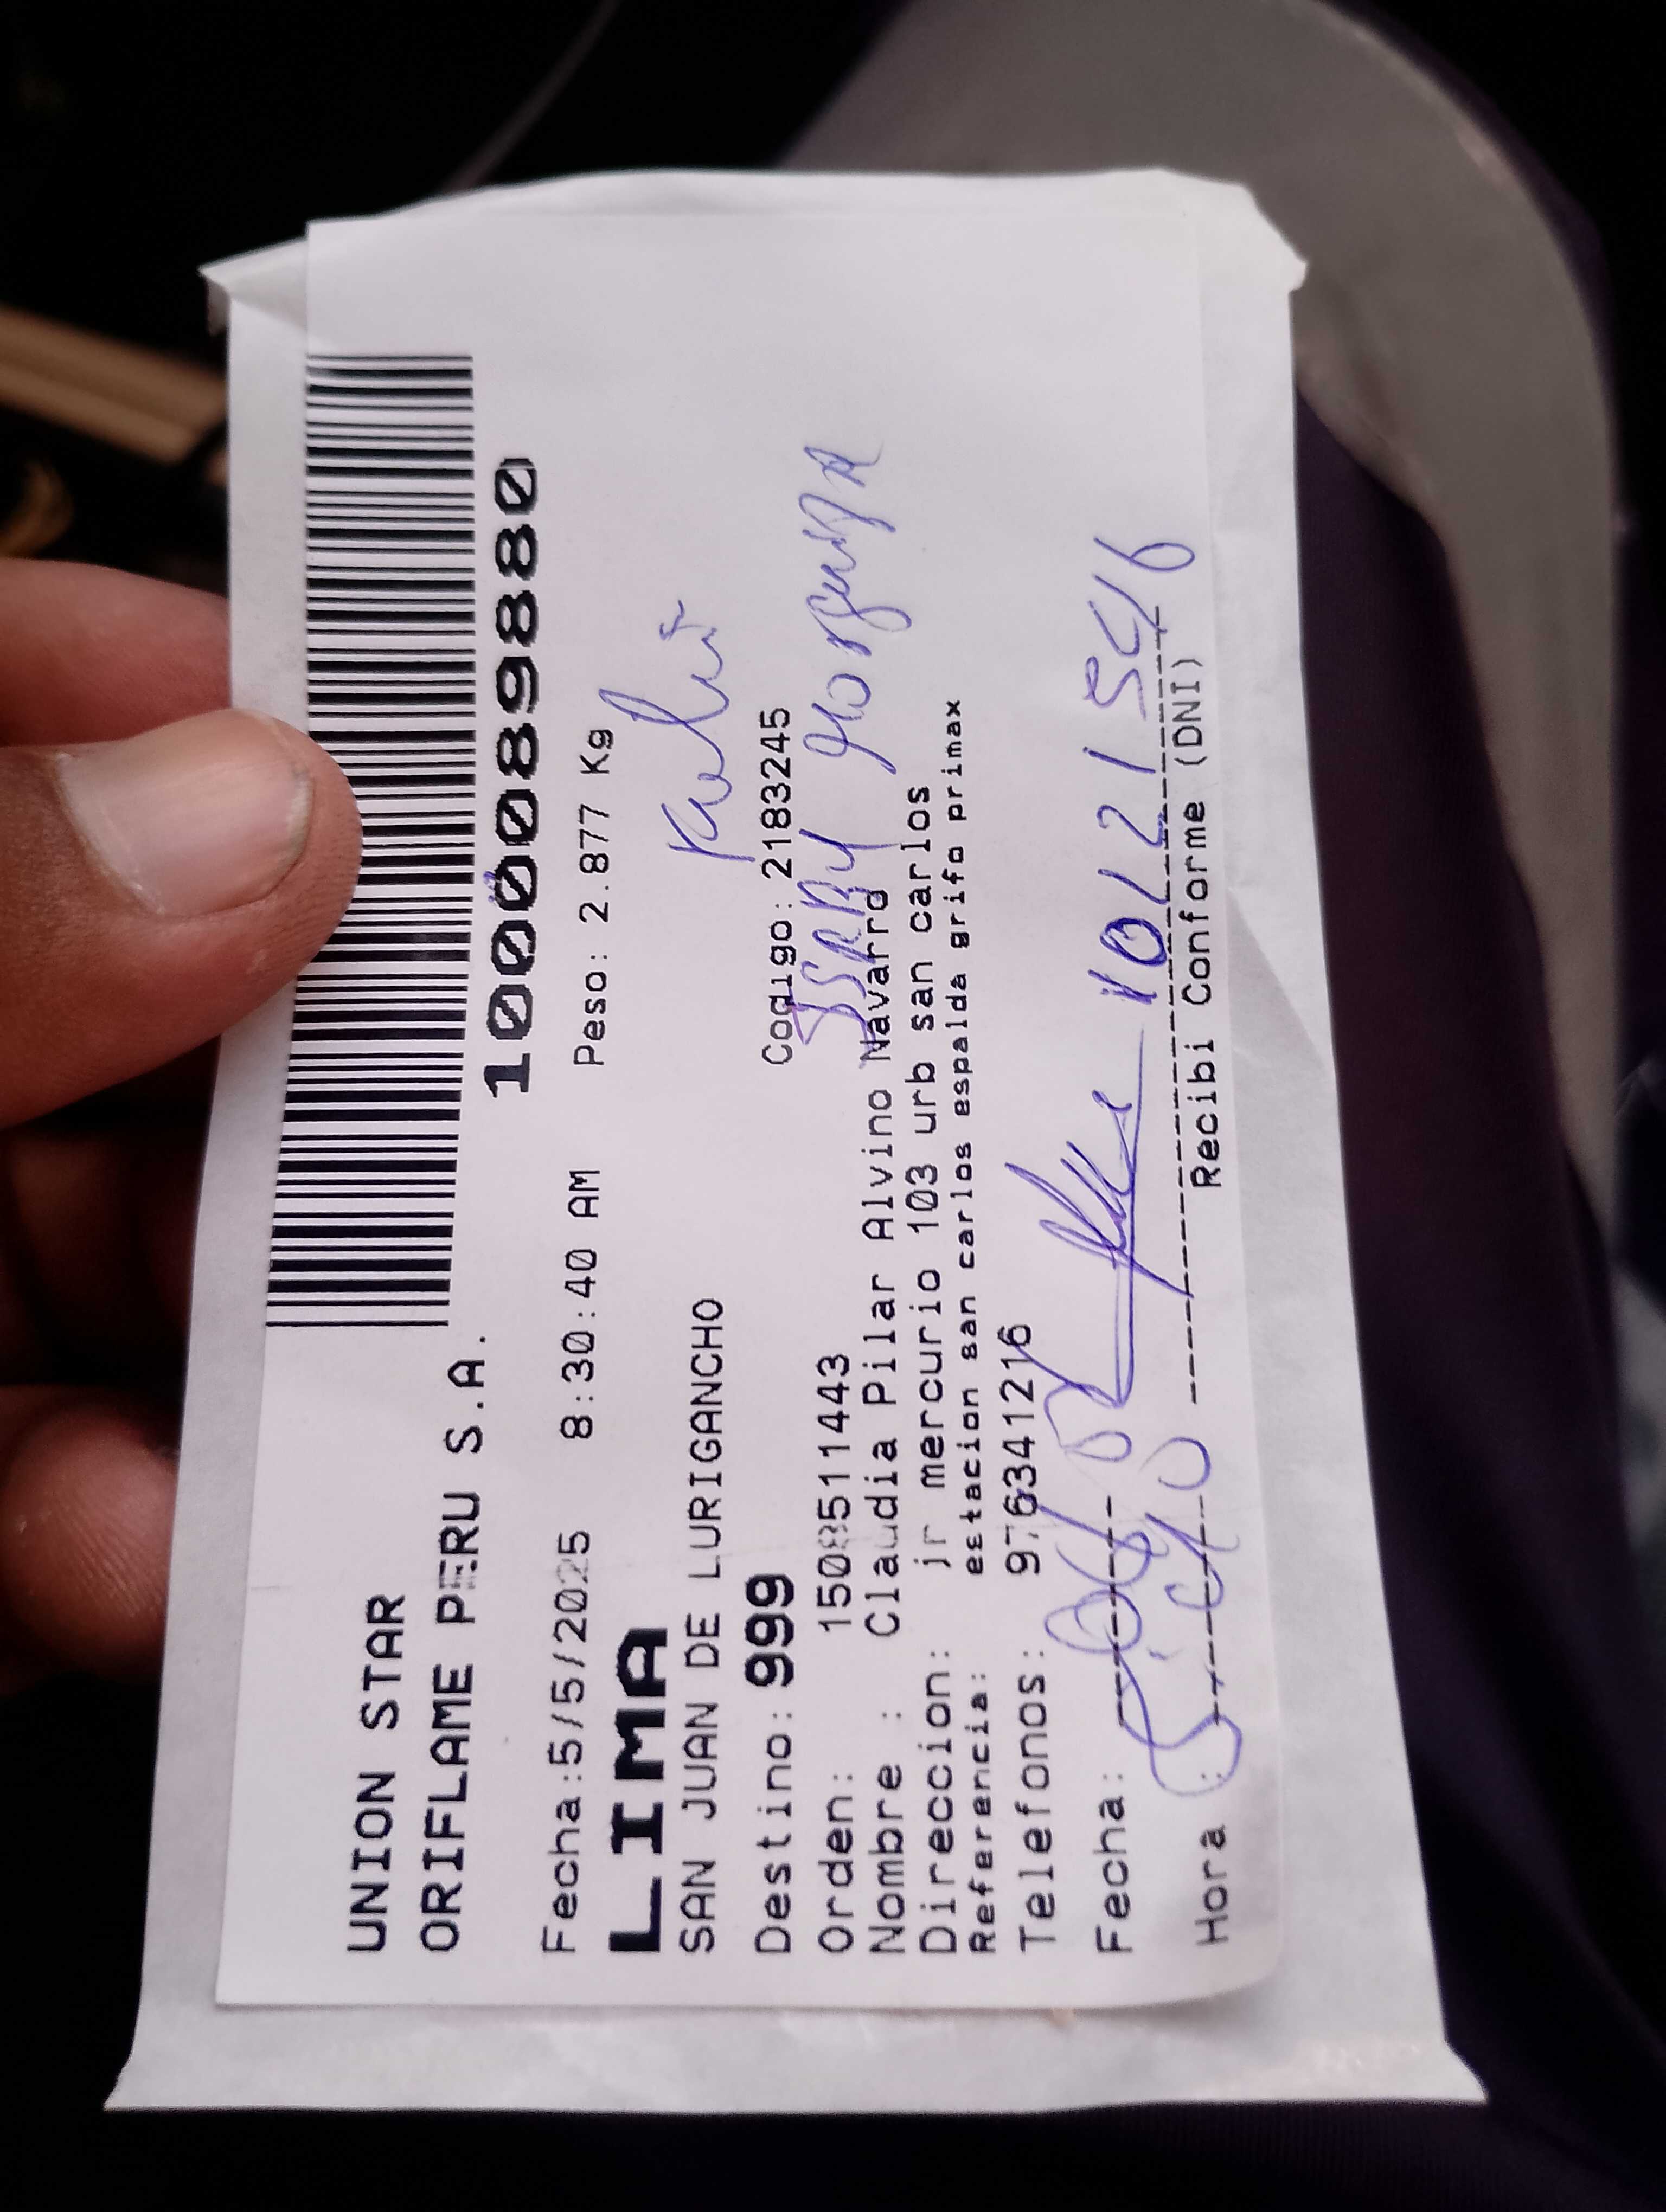 UNION STAR
ORIFLAME PERU S.A.
1000898880
Fecha:5/5/2025 8:30:40 AM Peso: 2.877 Kg
LIMA
SAN JUAN DE LURIGANCHO
Destino: 999 Codigo: 2183245
Orden: 1508511443
Nombre : Claudia Pilar Alvino Navarro
Direccion: jr mercurio 103 urb san carlos
Referencia: estacion san carlos espalda grifo primax
Telefonos: 976341216
Fecha:
Hora :
Recibi Conforme (DNI)